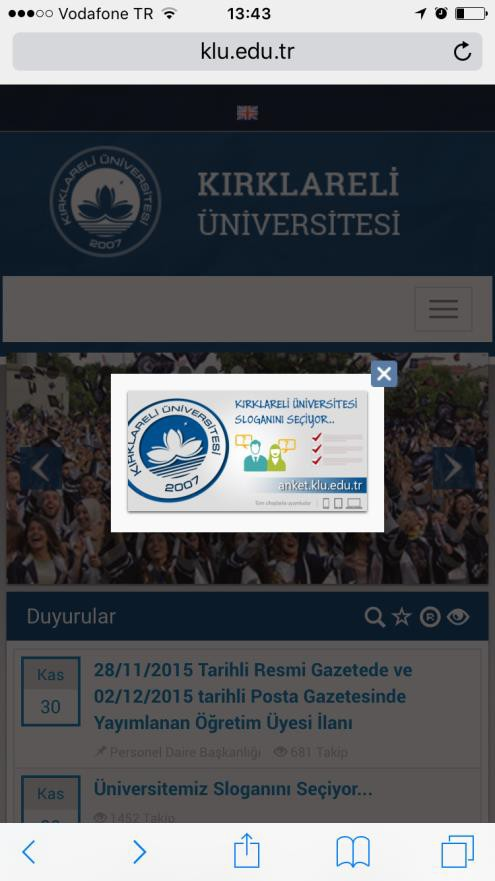 Vodafone TR 13:43
klu.edu.tr
KIRKLARELİ ÜNİVERSİTESİ
2007
KIRKLARELİ
ÜNİVERSİTESİ
KIRKLARELİ ÜNİVERSİTESİ
SLOGANINI SEÇİYOR..
KIRKLARELİ ÜNİVERSİTESİ
2007
anket.klu.edu.tr
Tüm cihazlarla uyumludur
Duyurular
Kas
30
28/11/2015 Tarihli Resmi Gazetede ve
02/12/2015 tarihli Posta Gazetesinde
Yayımlanan Öğretim Üyesi İlanı
Personel Daire Başkanlığı 681 Takip
Kas
Üniversitemiz Sloganını Seçiyor...
1452 Takip